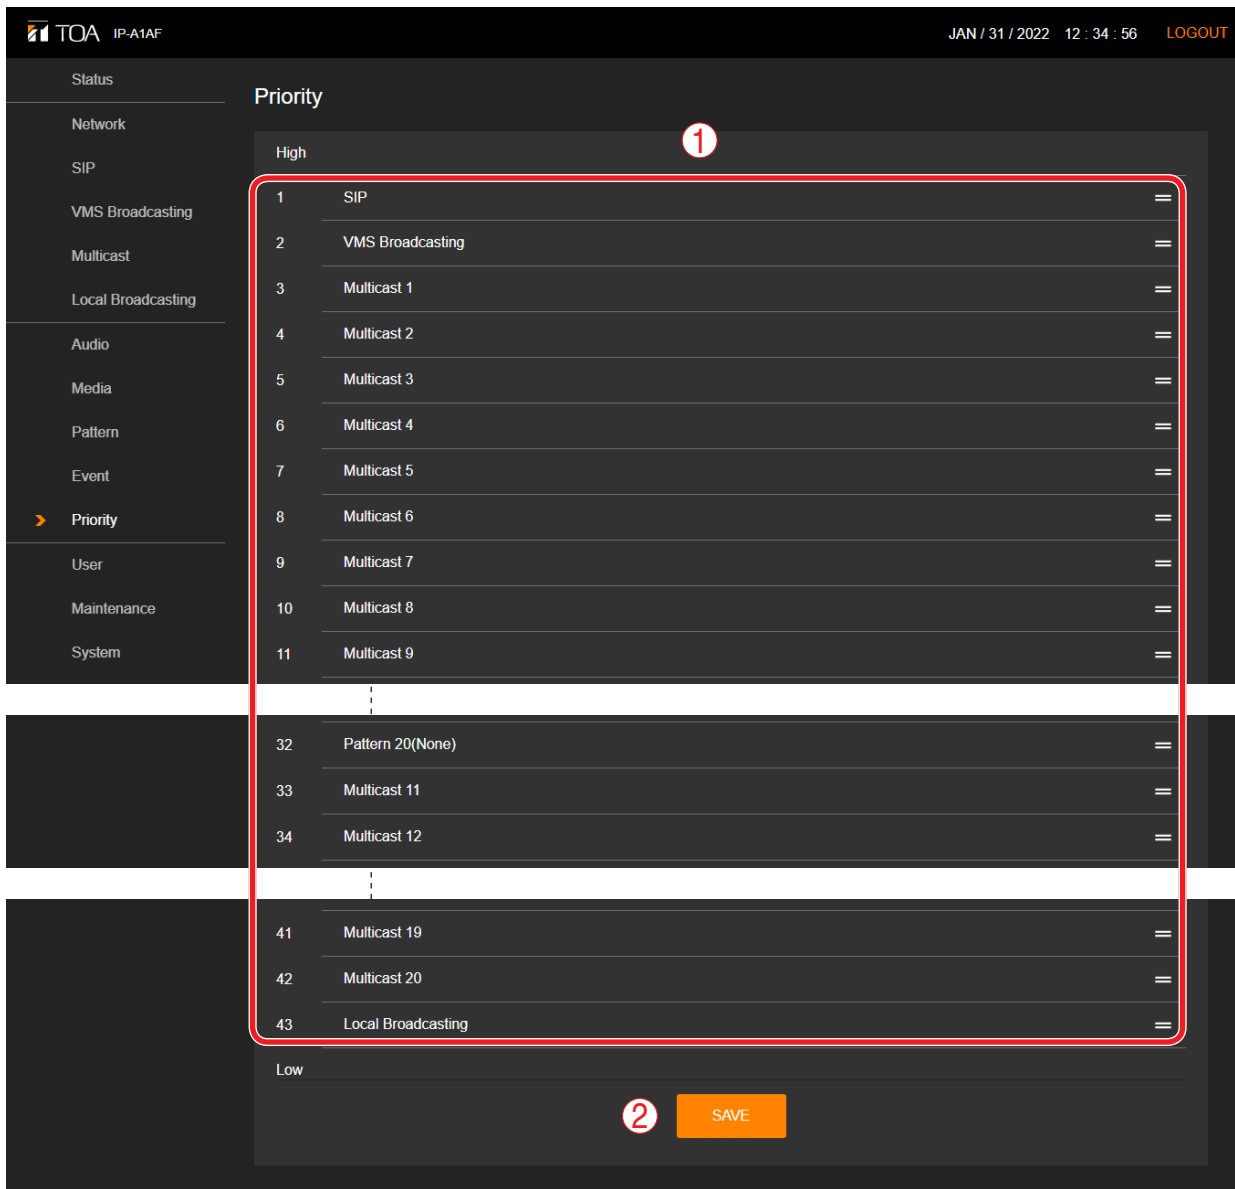 TOA IP-A1AF JAN / 31 / 2022 12 : 34 : 56 LOGOUT
Status
Network
SIP
VMS Broadcasting
Multicast
Local Broadcasting
Audio
Media
Pattern
Event
Priority
User
Maintenance
System
Priority
1
High
1 SIP
2 VMS Broadcasting
3 Multicast 1
4 Multicast 2
5 Multicast 3
6 Multicast 4
7 Multicast 5
8 Multicast 6
9 Multicast 7
10 Multicast 8
11 Multicast 9
32 Pattern 20(None)
33 Multicast 11
34 Multicast 12
41 Multicast 19
42 Multicast 20
43 Local Broadcasting
Low
2 SAVE